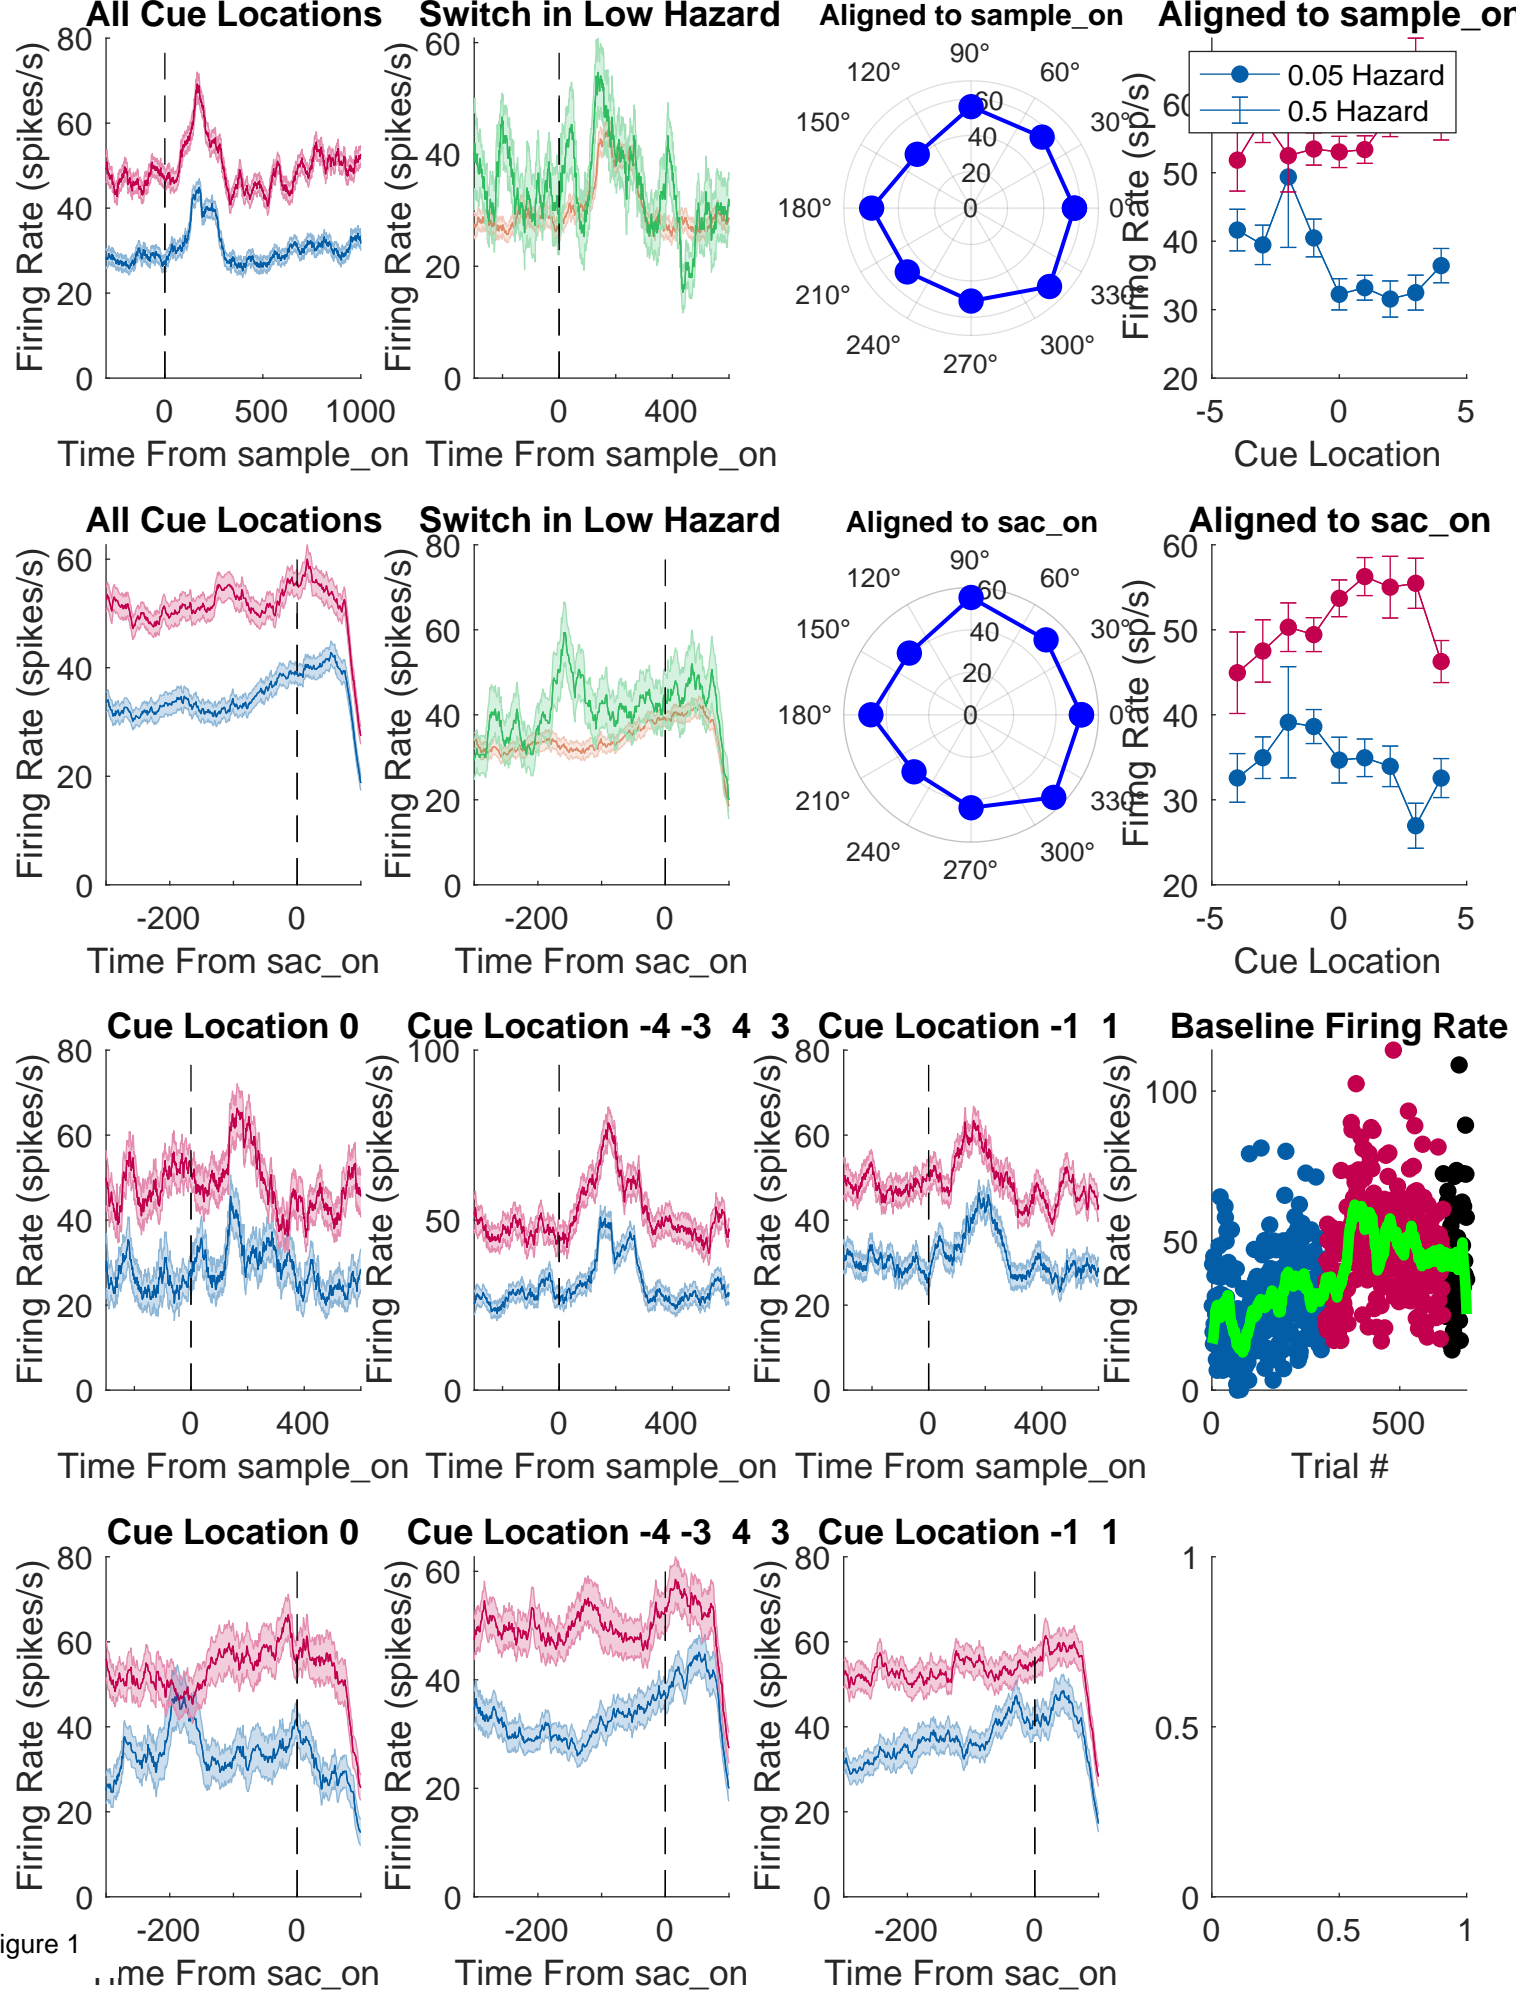 All Cue Locations
Firing Rate (spikes/s)
80
60
40
20
0
0 500 1000
Time From sample_on
Switch in Low Hazard
Firing Rate (spikes/s)
60
40
20
0
0 400
Time From sample_on
Aligned to sample_on
90°
120° 60°
150° 30°
180° 0°
210° 330°
240° 300°
270°
60
40
20
0
Aligned to sample_on
Firing Rate (sp/s)
0.05 Hazard
0.5 Hazard
60
50
40
30
20
-5 0 5
Cue Location
All Cue Locations
Firing Rate (spikes/s)
60
40
20
0
-200 0
Time From sac_on
Switch in Low Hazard
Firing Rate (spikes/s)
80
60
40
20
0
-200 0
Time From sac_on
Aligned to sac_on
90°
120° 60°
150° 30°
180° 0°
210° 330°
240° 300°
270°
60
40
20
0
Aligned to sac_on
Firing Rate (sp/s)
60
50
40
30
20
-5 0 5
Cue Location
Cue Location 0
Firing Rate (spikes/s)
80
60
40
20
0
0 400
Time From sample_on
Cue Location -4 -3 4 3
Firing Rate (spikes/s)
100
50
0
0 400
Time From sample_on
Cue Location -1 1
Firing Rate (spikes/s)
80
60
40
20
0
0 400
Time From sample_on
Baseline Firing Rate
Firing Rate (spikes/s)
100
50
0
0 500
Trial #
Cue Location 0
Firing Rate (spikes/s)
80
60
40
20
0
-200 0
Time From sac_on
Cue Location -4 -3 4 3
Firing Rate (spikes/s)
60
40
20
0
-200 0
Time From sac_on
Cue Location -1 1
Firing Rate (spikes/s)
80
60
40
20
0
-200 0
Time From sac_on
1
0.5
0
0 0.5 1
igure 1